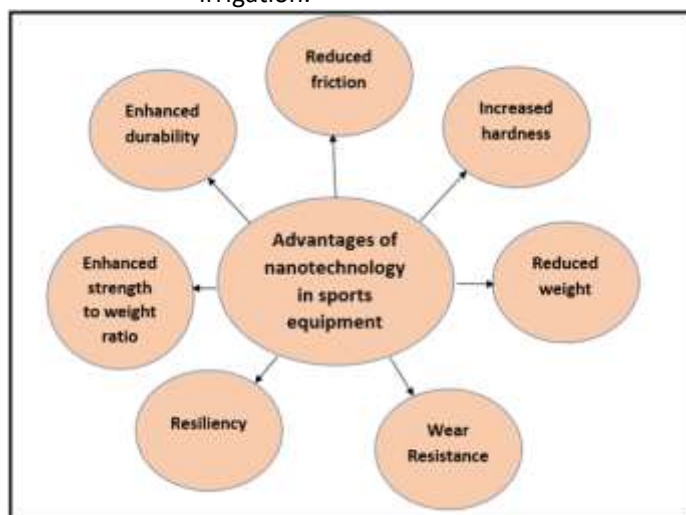 irrigation.
Reduced
friction
Enhanced
durability
Increased
hardness
Advantages of
nanotechnology
in sports
equipment
Enhanced
strength
to weight
ratio
Reduced
weight
Resiliency
Wear
Resistance